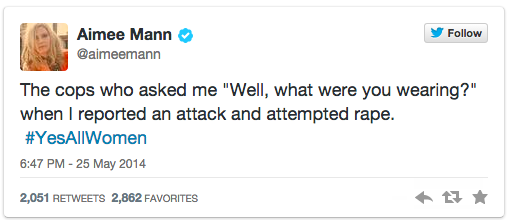 Aimee Mann
@aimeemann
Follow
The cops who asked me "Well, what were you wearing?"
when I reported an attack and attempted rape.
#YesAllWomen
6:47 PM - 25 May 2014
2,051 RETWEETS 2,862 FAVORITES